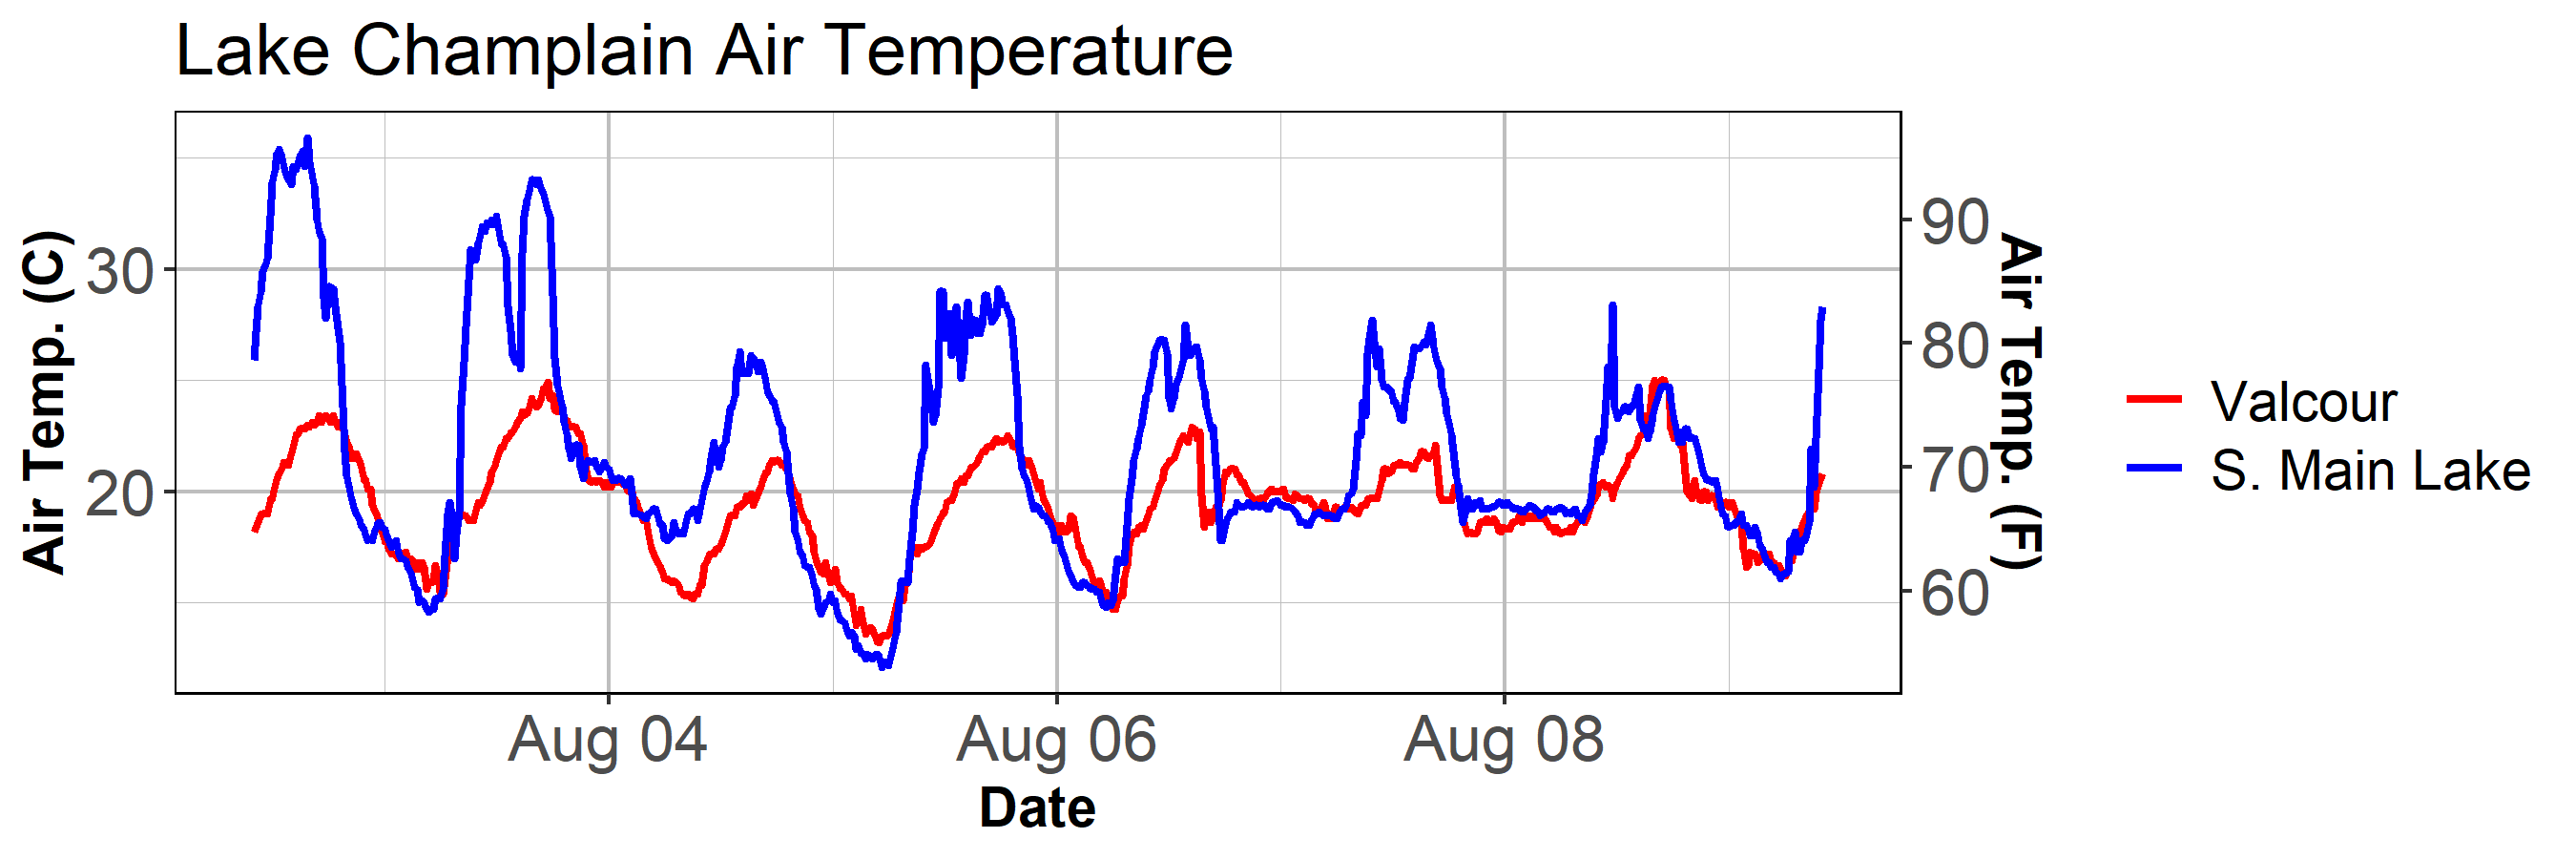 Lake Champlain Air Temperature
Air Temp. (C)
30
20
90
80
70
60
Air Temp. (F)
Valcour
S. Main Lake
Aug 04
Aug 06
Aug 08
Date